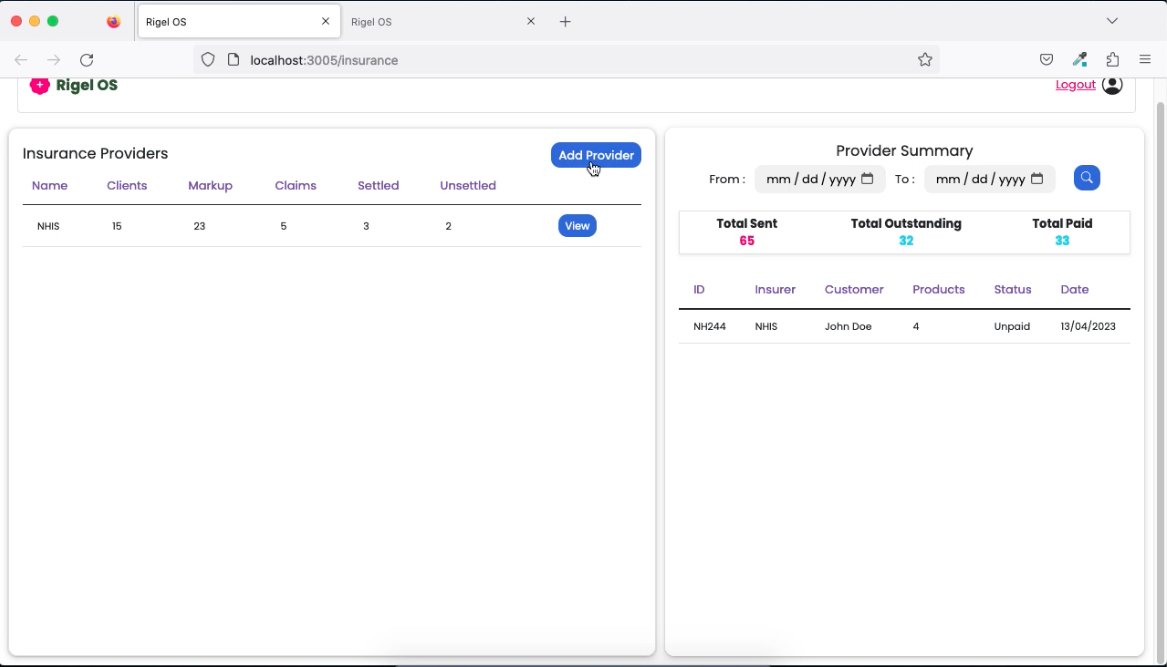 Rigel OS
Rigel OS
localhost:3005/insurance
Rigel OS
Logout
Insurance Providers
Add Provider
Name Clients Markup Claims Settled Unsettled
NHIS 15 23 5 3 2 View
Provider Summary
From : mm / dd / yyyy To : mm / dd / yyyy
Total Sent Total Outstanding Total Paid
65 32 33
ID Insurer Customer Products Status Date
NH244 NHIS John Doe 4 Unpaid 13/04/2023